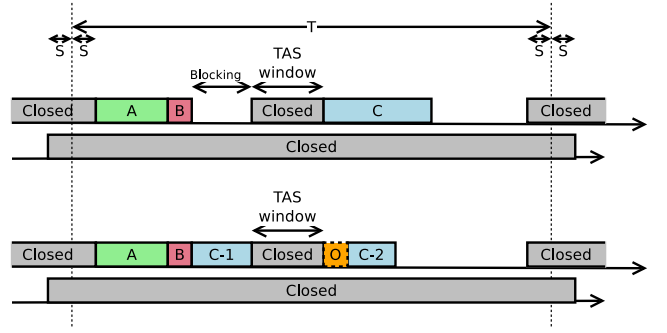 T
S S S S
Blocking TAS window
Closed A B Closed C Closed
Closed
TAS window
Closed A B C-1 Closed O C-2 Closed
Closed